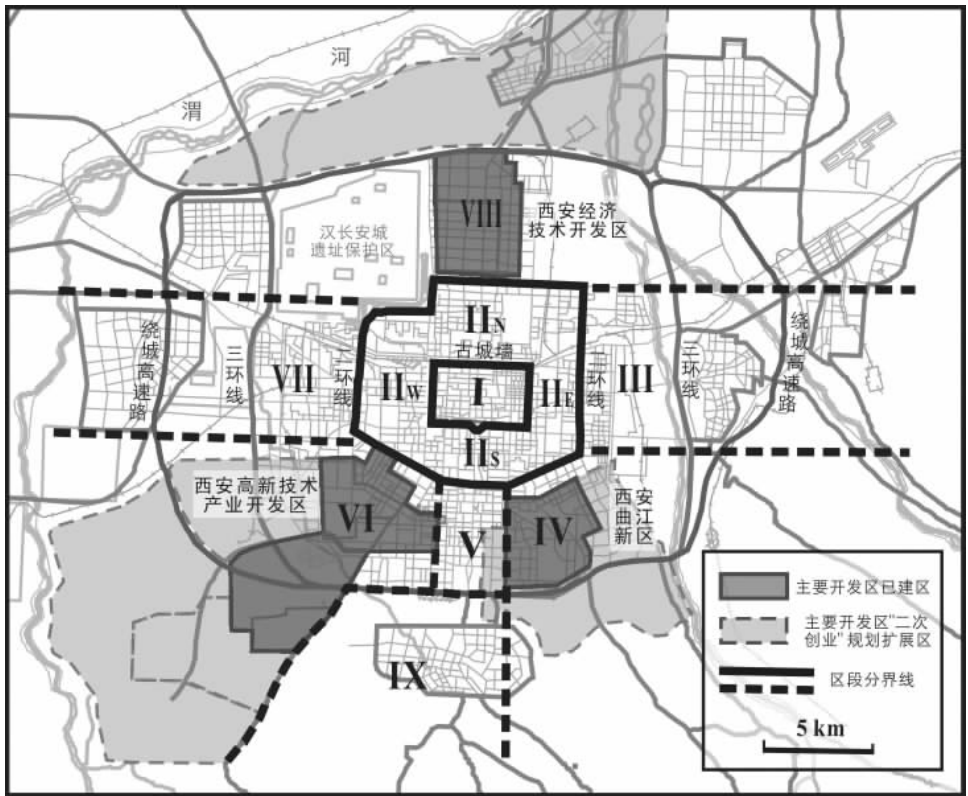 河
渭
VIII
西安经济
技术开发区
汉长安城
遗址保护区
II N
古城墙
绕城高速路
三环线
VII
二环线
II W
I
II E
二环线
III
三环线
绕城高速路
II S
西安高新技术
产业开发区
VI
V
IV
西安曲江新区
IX
主要开发区已建区
主要开发区“二次
创业”规划扩展区
区段分界线
5 km